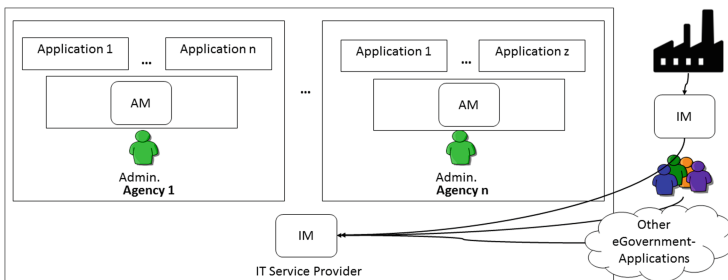 Application 1
...
Application n
AM
Admin.
Agency 1
...
Application 1
...
Application z
AM
Admin.
Agency n
IM
IT Service Provider
IM
Other
eGovernment-
Applications